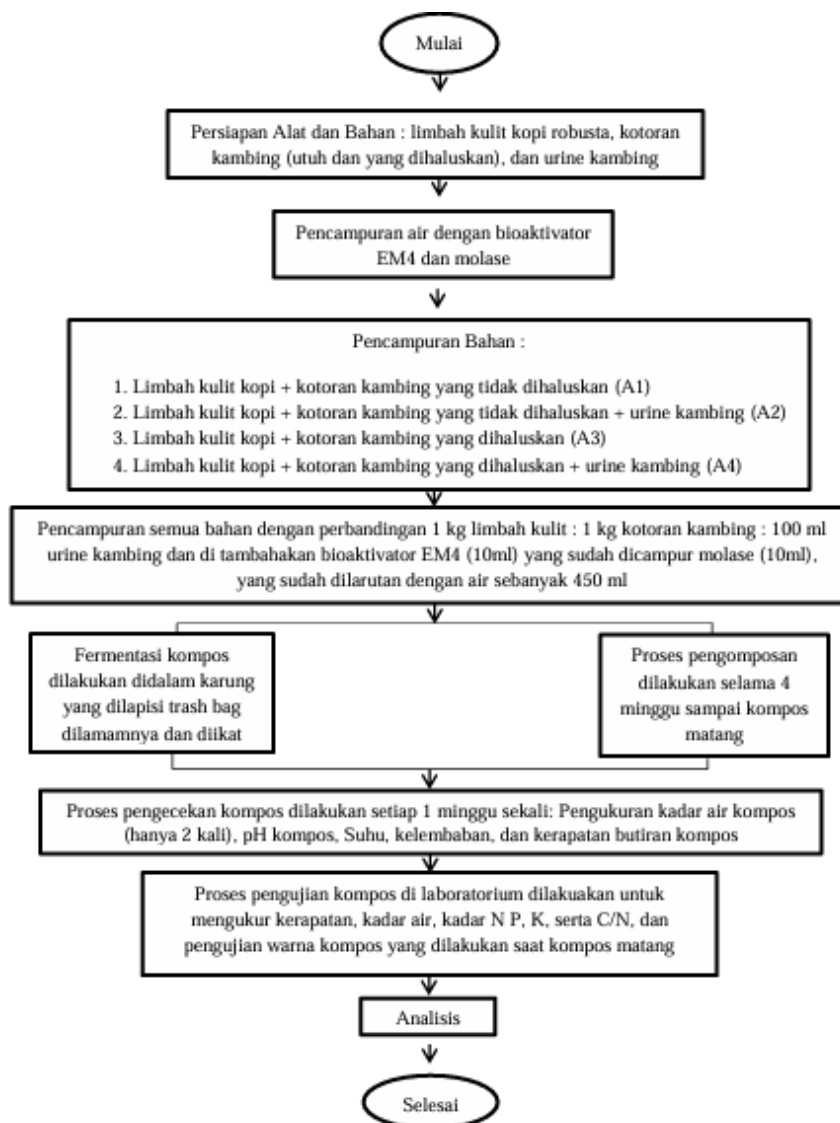 Mulai
Persiapan Alat dan Bahan : limbah kulit kopi robusta, kotoran
kambing (utuh dan yang dihaluskan), dan urine kambing
Pencampuran air dengan bioaktivator
EM4 dan molase
Pencampuran Bahan :
1. Limbah kulit kopi + kotoran kambing yang tidak dihaluskan (A1)
2. Limbah kulit kopi + kotoran kambing yang tidak dihaluskan + urine kambing (A2)
3. Limbah kulit kopi + kotoran kambing yang dihaluskan (A3)
4. Limbah kulit kopi + kotoran kambing yang dihaluskan + urine kambing (A4)
Pencampuran semua bahan dengan perbandingan 1 kg limbah kulit : 1 kg kotoran kambing : 100 ml
urine kambing dan di tambahakan bioaktivator EM4 (10ml) yang sudah dicampur molase (10ml),
yang sudah dilarutan dengan air sebanyak 450 ml
Fermentasi kompos
dilakukan didalam karung
yang dilapisi trash bag
dilamamnya dan diikat
Proses pengomposan
dilakukan selama 4
minggu sampai kompos
matang
Proses pengecekan kompos dilakukan setiap 1 minggu sekali: Pengukuran kadar air kompos
(hanya 2 kali), pH kompos, Suhu, kelembaban, dan kerapatan butiran kompos
Proses pengujian kompos di laboratorium dilakuakan untuk
mengukur kerapatan, kadar air, kadar N P, K, serta C/N, dan
pengujian warna kompos yang dilakukan saat kompos matang
Analisis
Selesai